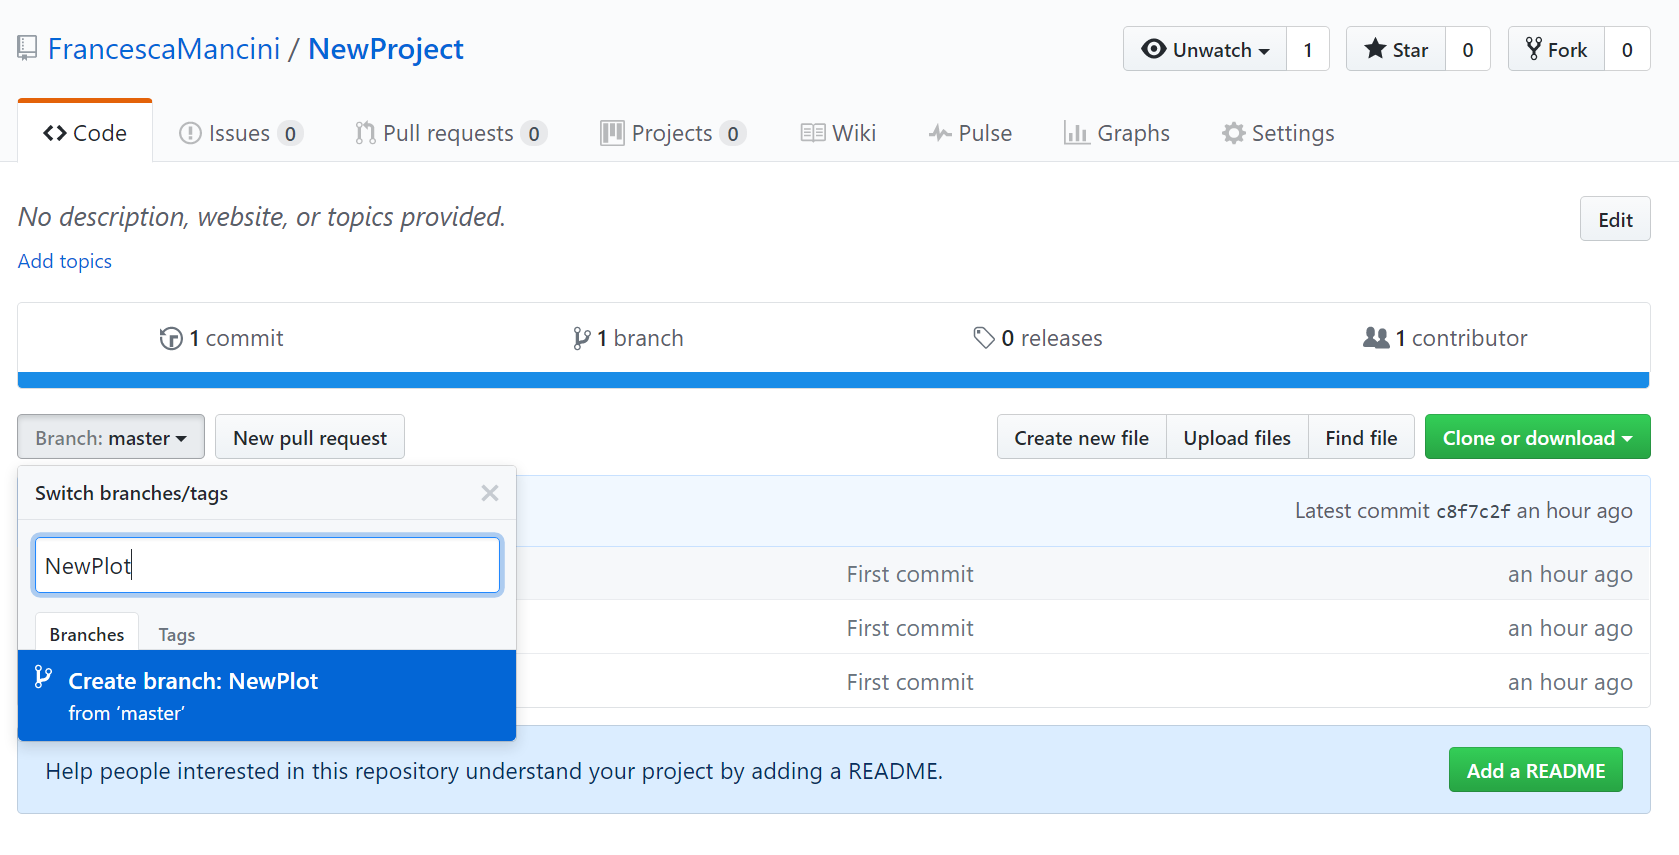 FrancescaMancini / NewProject
Unwatch 1 Star 0 Fork 0
Code Issues 0 Pull requests 0 Projects 0 Wiki Pulse Graphs Settings
No description, website, or topics provided.
Edit
Add topics
1 commit 1 branch 0 releases 1 contributor
Branch: master New pull request Create new file Upload files Find file Clone or download
Switch branches/tags
Latest commit c8f7c2f an hour ago
NewPlot
First commit an hour ago
First commit an hour ago
Branches Tags
Create branch: NewPlot
First commit an hour ago
from ‘master’
Help people interested in this repository understand your project by adding a README.
Add a README